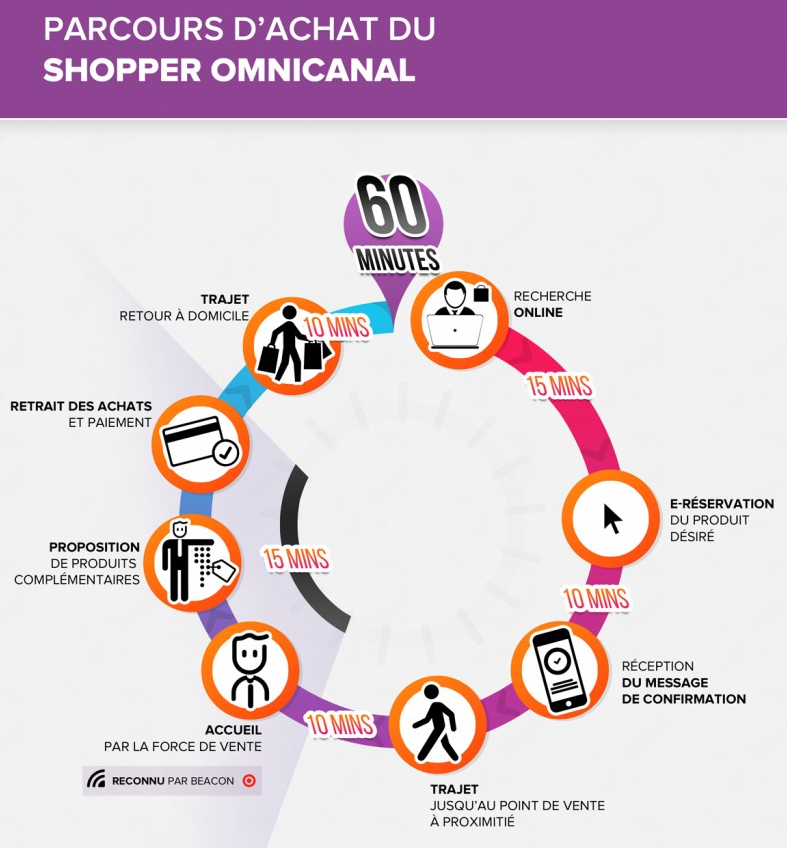 PARCOURS D'ACHAT DU
SHOPPER OMNICANAL
60
MINUTES
RECHERCHE
ONLINE
15 MINS
E-RÉSERVATION
DU PRODUIT
DÉSIRÉ
10 MINS
RÉCEPTION
DU MESSAGE
DE CONFIRMATION
TRAJET
JUSQU'AU POINT DE VENTE
À PROXIMITIÉ
10 MINS
ACCUEIL
PAR LA FORCE DE VENTE
RECONNU PAR BEACON
15 MINS
PROPOSITION
DE PRODUITS
COMPLÉMENTAIRES
RETRAIT DES ACHATS
ET PAIEMENT
TRAJET
RETOUR À DOMICILE
10 MINS